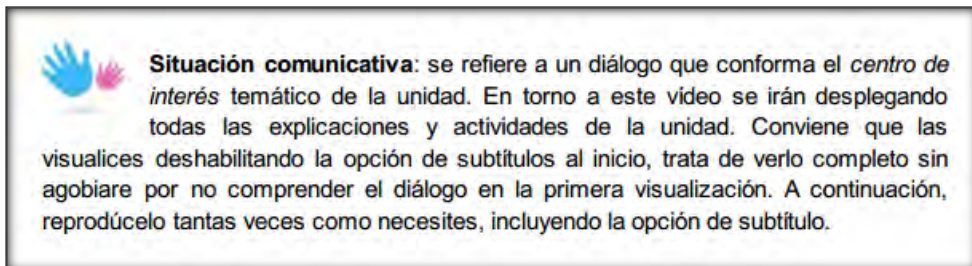 Situación comunicativa: se refiere a un diálogo que conforma el centro de
interés temático de la unidad. En torno a este vídeo se irán desplegando
todas las explicaciones y actividades de la unidad. Conviene que las
visualices deshabilitando la opción de subtítulos al inicio, trata de verlo completo sin
agobiare por no comprender el diálogo en la primera visualización. A continuación,
reprodúcelo tantas veces como necesites, incluyendo la opción de subtítulo.